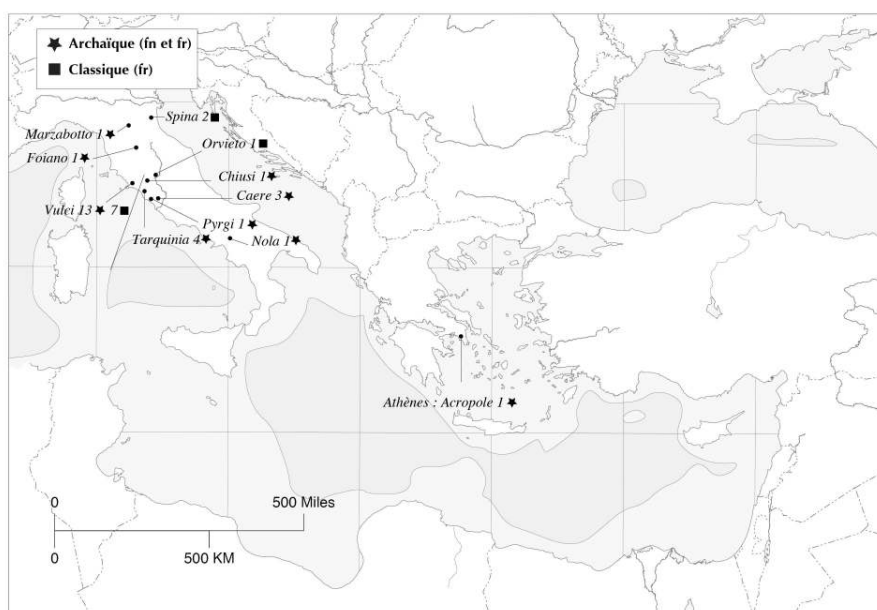 Archaïque (fn et fr)
Classique (fr)
Spina 2
Marzabotto 1
Orvieto 1
Foiano 1
Chiusi 1
Caere 3
Vulci 13 7
Pyrgi 1
Tarquinia 4
Nola 1
Athènes : Acropole 1
0 500 Miles
0 500 KM